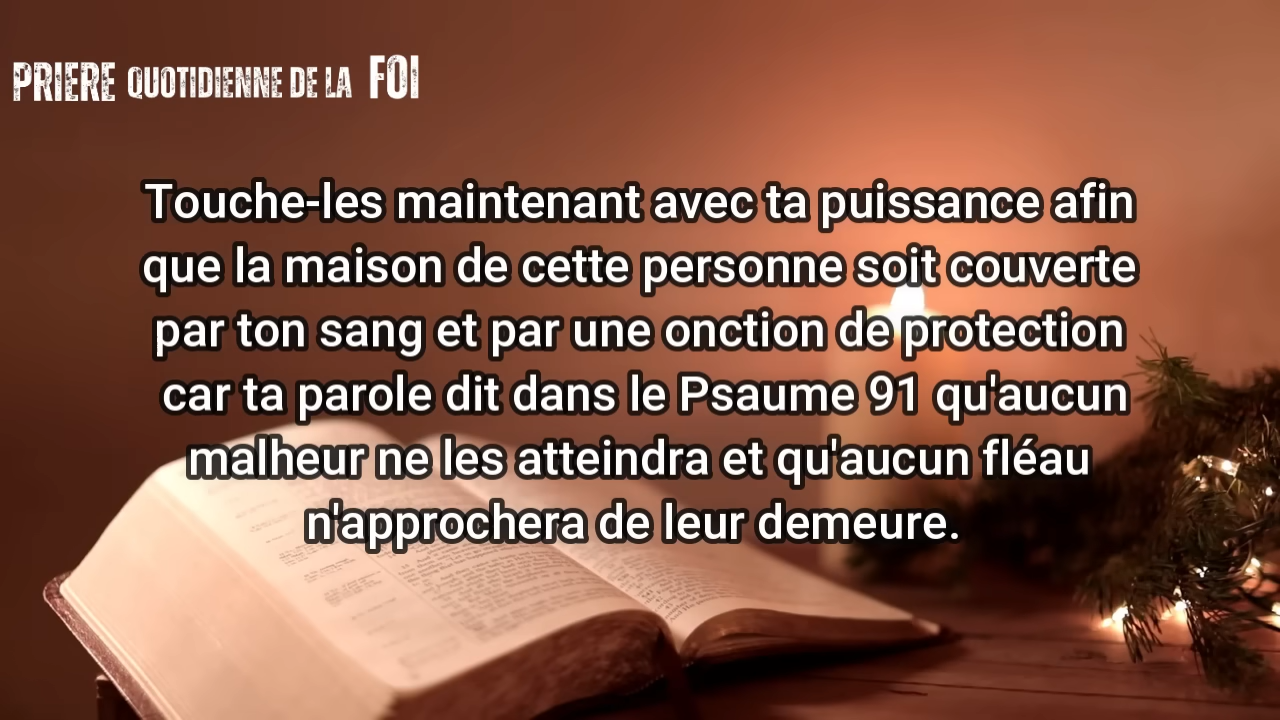 PRIERE QUOTIDIENNE DE LA FOI
Touche-les maintenant avec ta puissance afin
que la maison de cette personne soit couverte
par ton sang et par une onction de protection
car ta parole dit dans le Psaume 91 qu'aucun
malheur ne les atteindra et qu'aucun fléau
n'approchera de leur demeure.